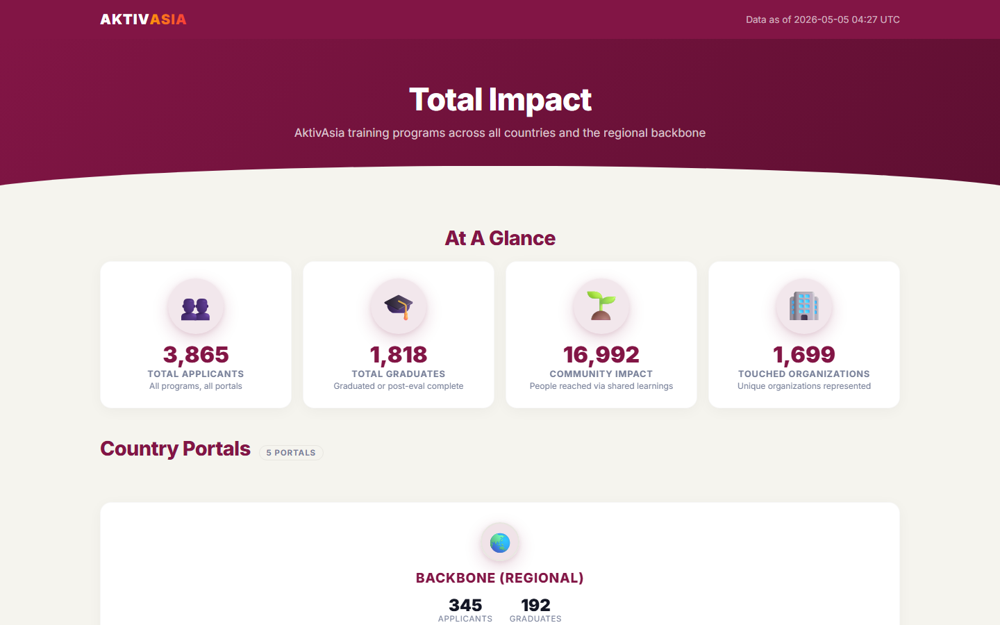 AKTIVASIA
Data as of 2026-05-05 04:27 UTC
Total Impact
AktivAsia training programs across all countries and the regional backbone
At A Glance
3,865
TOTAL APPLICANTS
All programs, all portals
1,818
TOTAL GRADUATES
Graduated or post-eval complete
16,992
COMMUNITY IMPACT
People reached via shared learnings
1,699
TOUCHED ORGANIZATIONS
Unique organizations represented
Country Portals
5 PORTALS
BACKBONE (REGIONAL)
345
APPLICANTS
192
GRADUATES